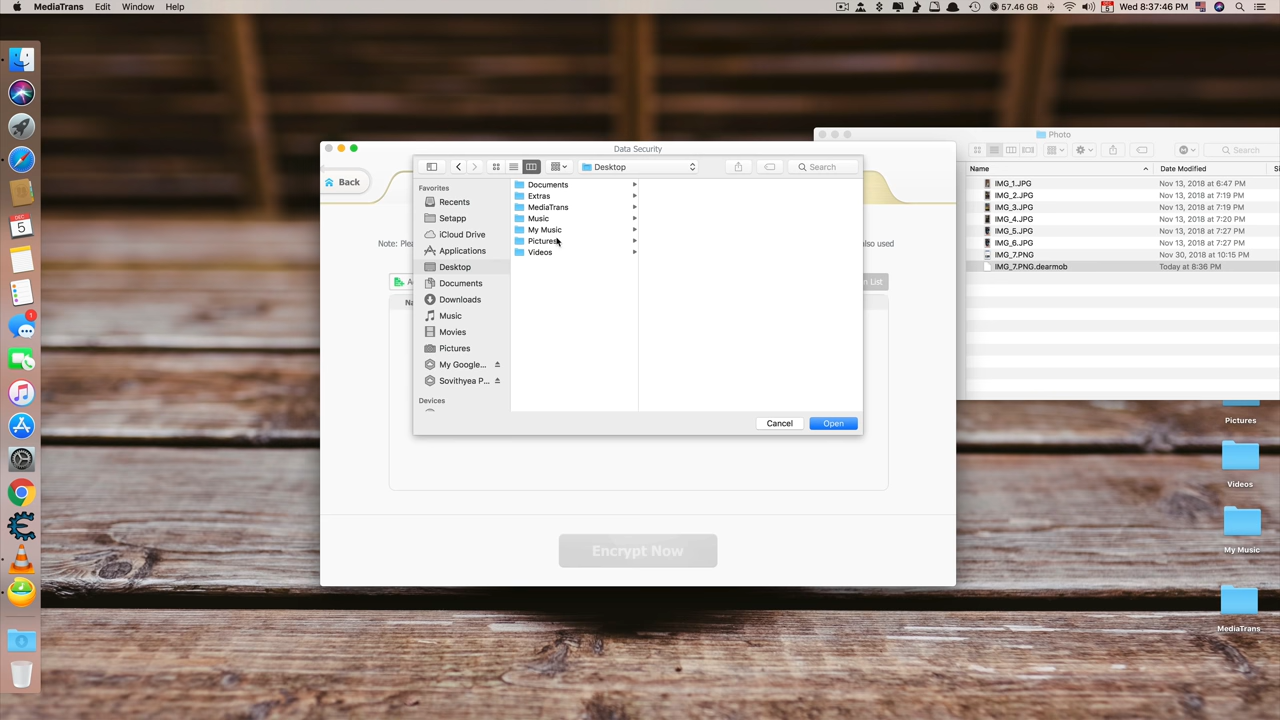 MediaTrans Edit Window Help
57.46 GB Wed 8:37:46 PM
Photo
Search
Name Date Modified
IMG_1.JPG Nov 13, 2018 at 6:47 PM
IMG_2.JPG Nov 13, 2018 at 7:19 PM
IMG_3.JPG Nov 13, 2018 at 7:19 PM
IMG_4.JPG Nov 13, 2018 at 7:20 PM
IMG_5.JPG Nov 13, 2018 at 7:27 PM
IMG_6.JPG Nov 13, 2018 at 7:27 PM
IMG_7.PNG Nov 30, 2018 at 10:15 PM
IMG_7.PNG.dearmob Today at 8:36 PM
Data Security
Back
Desktop
Search
Favorites
Recents
Setapp
iCloud Drive
Applications
Desktop
Documents
Downloads
Music
Movies
Pictures
My Google...
Sovithyea P...
Devices
Documents
Extras
MediaTrans
Music
My Music
Pictures
Videos
Cancel Open
Note:
also used
List
Encrypt Now
DEC
5
1
Pictures
Videos
My Music
MediaTrans